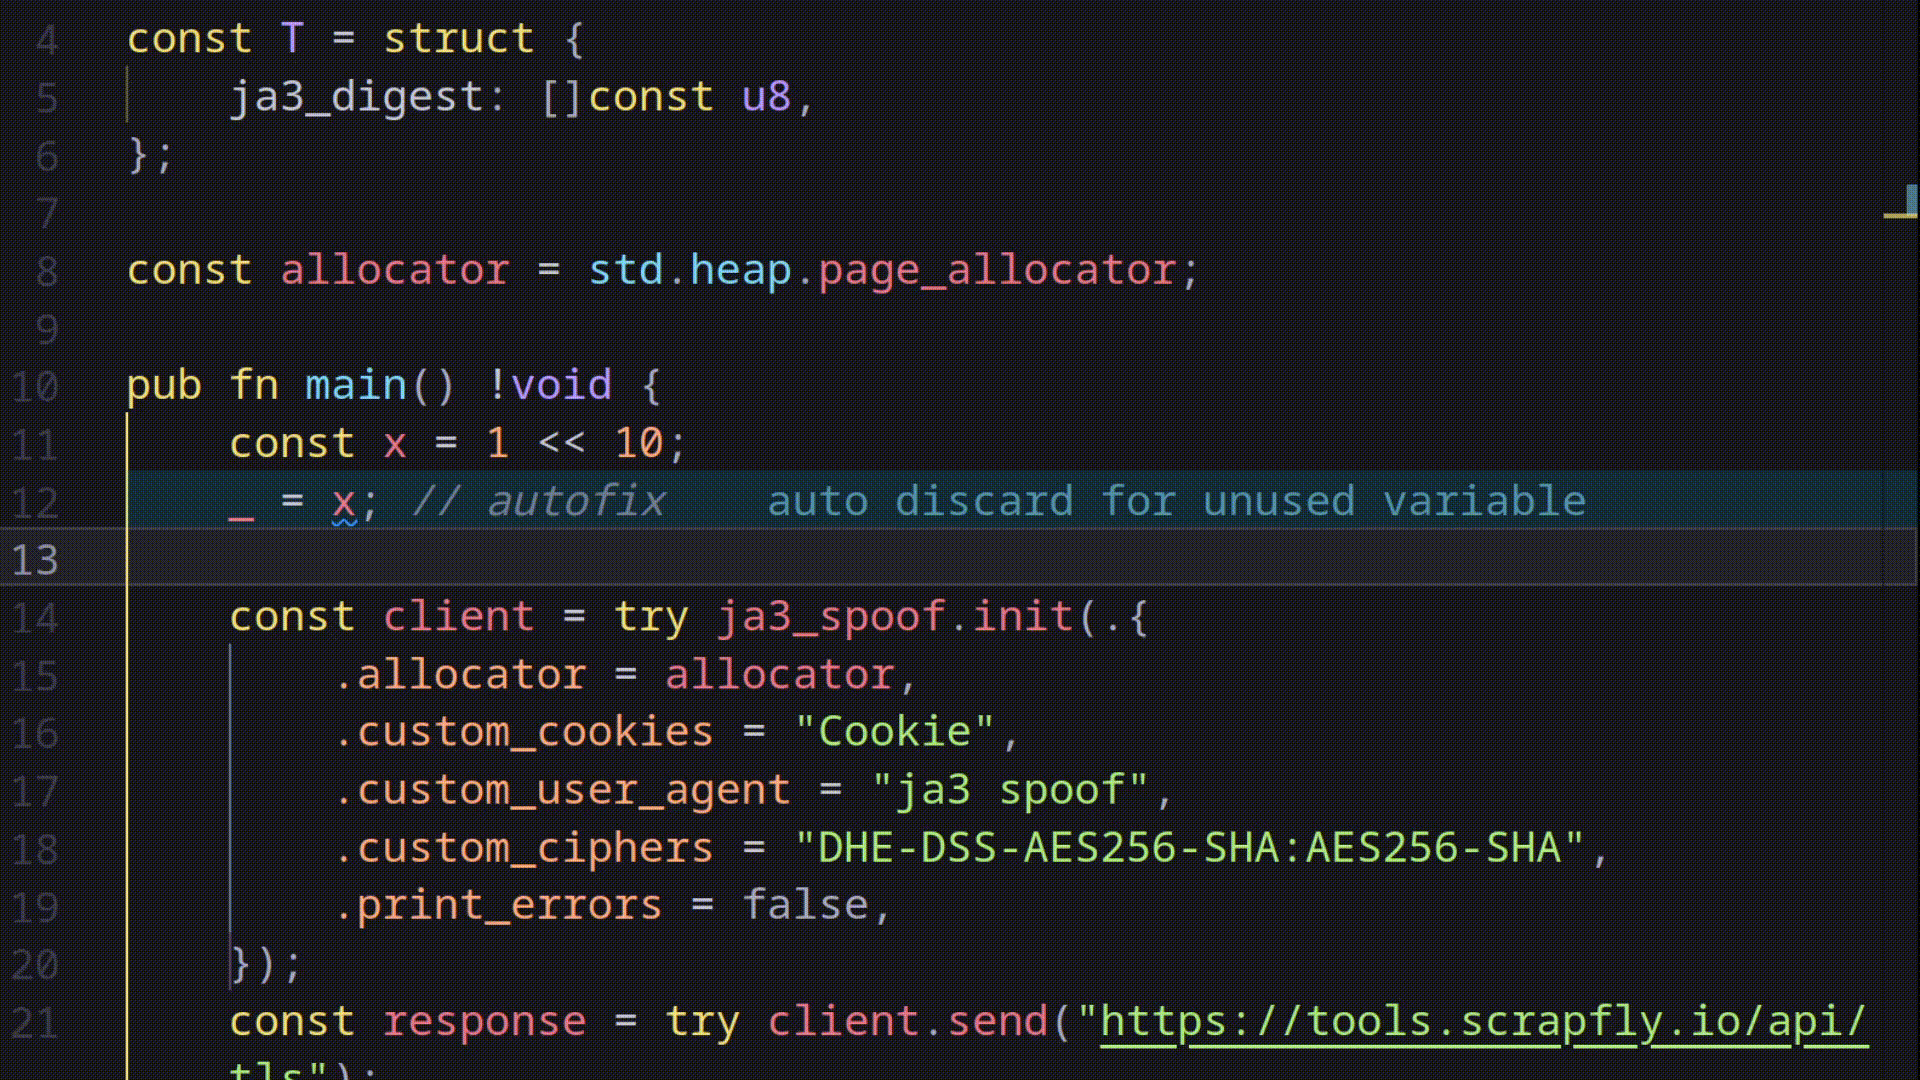 4 const T = struct {
5 ja3_digest: []const u8,
6 };
7
8 const allocator = std.heap.page_allocator;
9
10 pub fn main() !void {
11 const x = 1 << 10;
12 _ = x; // autofix auto discard for unused variable
13
14 const client = try ja3_spoof.init(.{
15 .allocator = allocator,
16 .custom_cookies = "Cookie",
17 .custom_user_agent = "ja3 spoof",
18 .custom_ciphers = "DHE-DSS-AES256-SHA:AES256-SHA",
19 .print_errors = false,
20 });
21 const response = try client.send("https://tools.scrapfly.io/api/
tls");